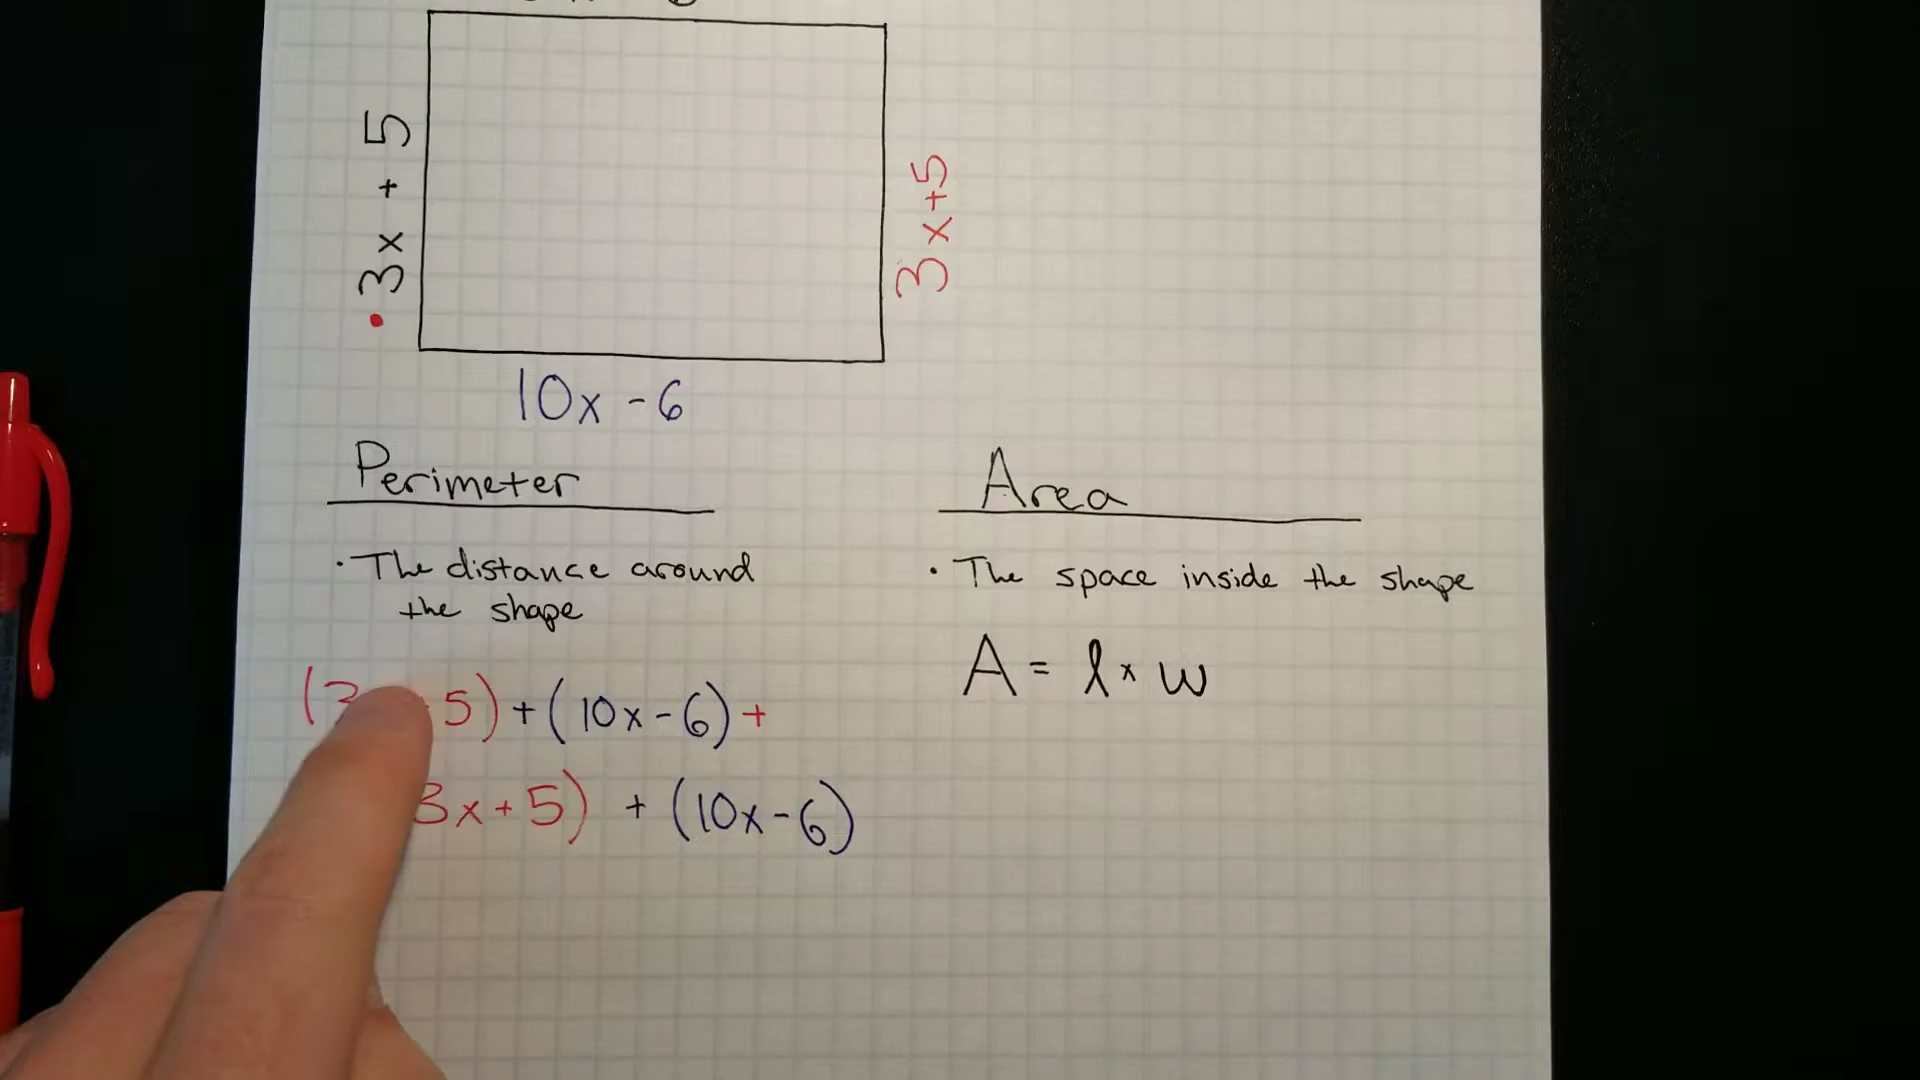 3x + 5
3x+5
10x - 6
Perimeter
• The distance around
the shape
5) + (10x - 6) +
3x + 5) + (10x - 6)
Area
• The space inside the shape
A = l x w